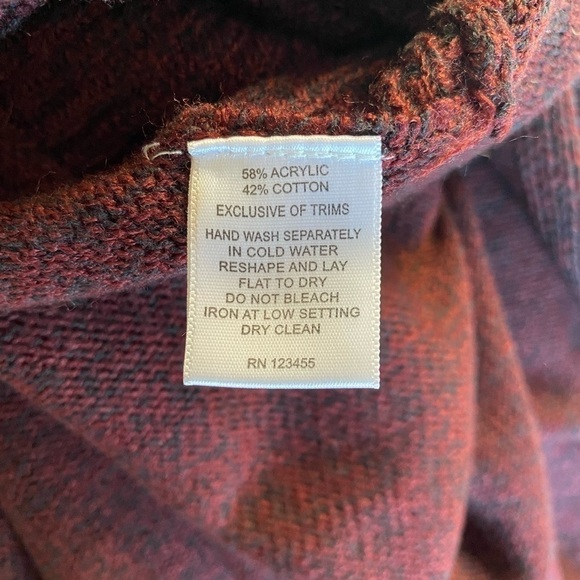 58% ACRYLIC
42% COTTON
EXCLUSIVE OF TRIMS
HAND WASH SEPARATELY
IN COLD WATER
RESHAPE AND LAY
FLAT TO DRY
DO NOT BLEACH
IRON AT LOW SETTING
DRY CLEAN
RN 123455